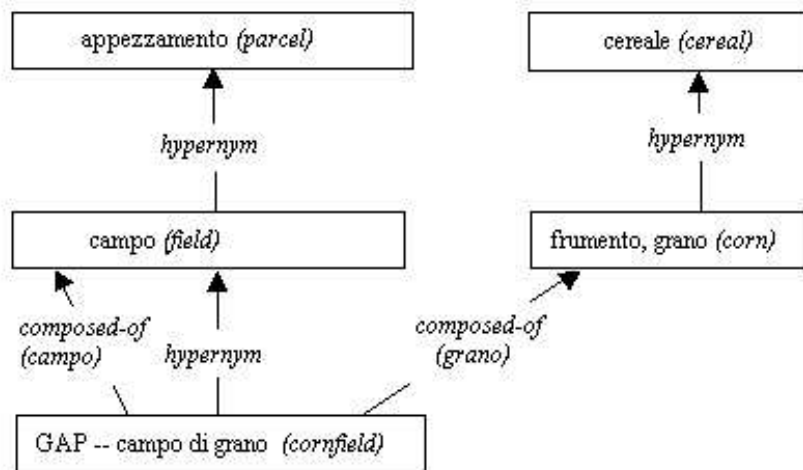 appezzamento (parcel)
cereale (cereal)
hypernym
hypernym
campo (field)
frumento, grano (corn)
composed-of
(campo)
hypernym
composed-of
(grano)
GAP -- campo di grano (cornfield)